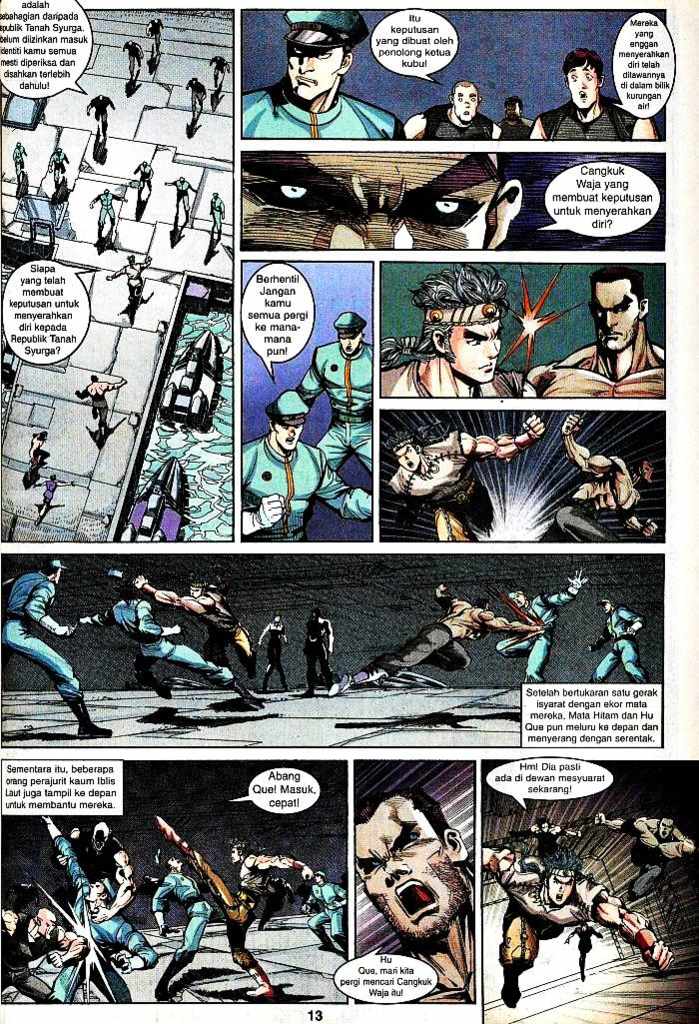 adalah
sebahagian daripada
Republik Tanah Syurga.
Sebelum diizinkan masuk
identiti kamu semua
mesti diperiksa dan
disahkan terlebih
dahulu!
Itu
keputusan
yang dibuat oleh
penolong ketua
kubu!
Mereka
yang
enggan
menyerahkan
diri telah
ditawannya
di dalam bilik
kurungan
air!
Cangkuk
Waja yang
membuat keputusan
untuk menyerahkan
diri?
Siapa
yang telah
membuat
keputusan untuk
menyerahkan
diri kepada
Republik Tanah
Syurga?
Berhenti!
Jangan
kamu
semua pergi
ke mana-
mana
pun!
Setelah bertukaran satu gerak
isyarat dengan ekor mata
mereka, Mata Hitam dan Hu
Que pun meluru ke depan dan
menyerang dengan serentak.
Sementara itu, beberapa
orang perajurit kaum Iblis
Laut juga tampil ke depan
untuk membantu mereka.
Abang
Que! Masuk,
cepat!
Hu
Que, mari kita
pergi mencari Cangkuk
Waja itu!
Hm! Dia pasti
ada di dewan mesyuarat
sekarang!
13